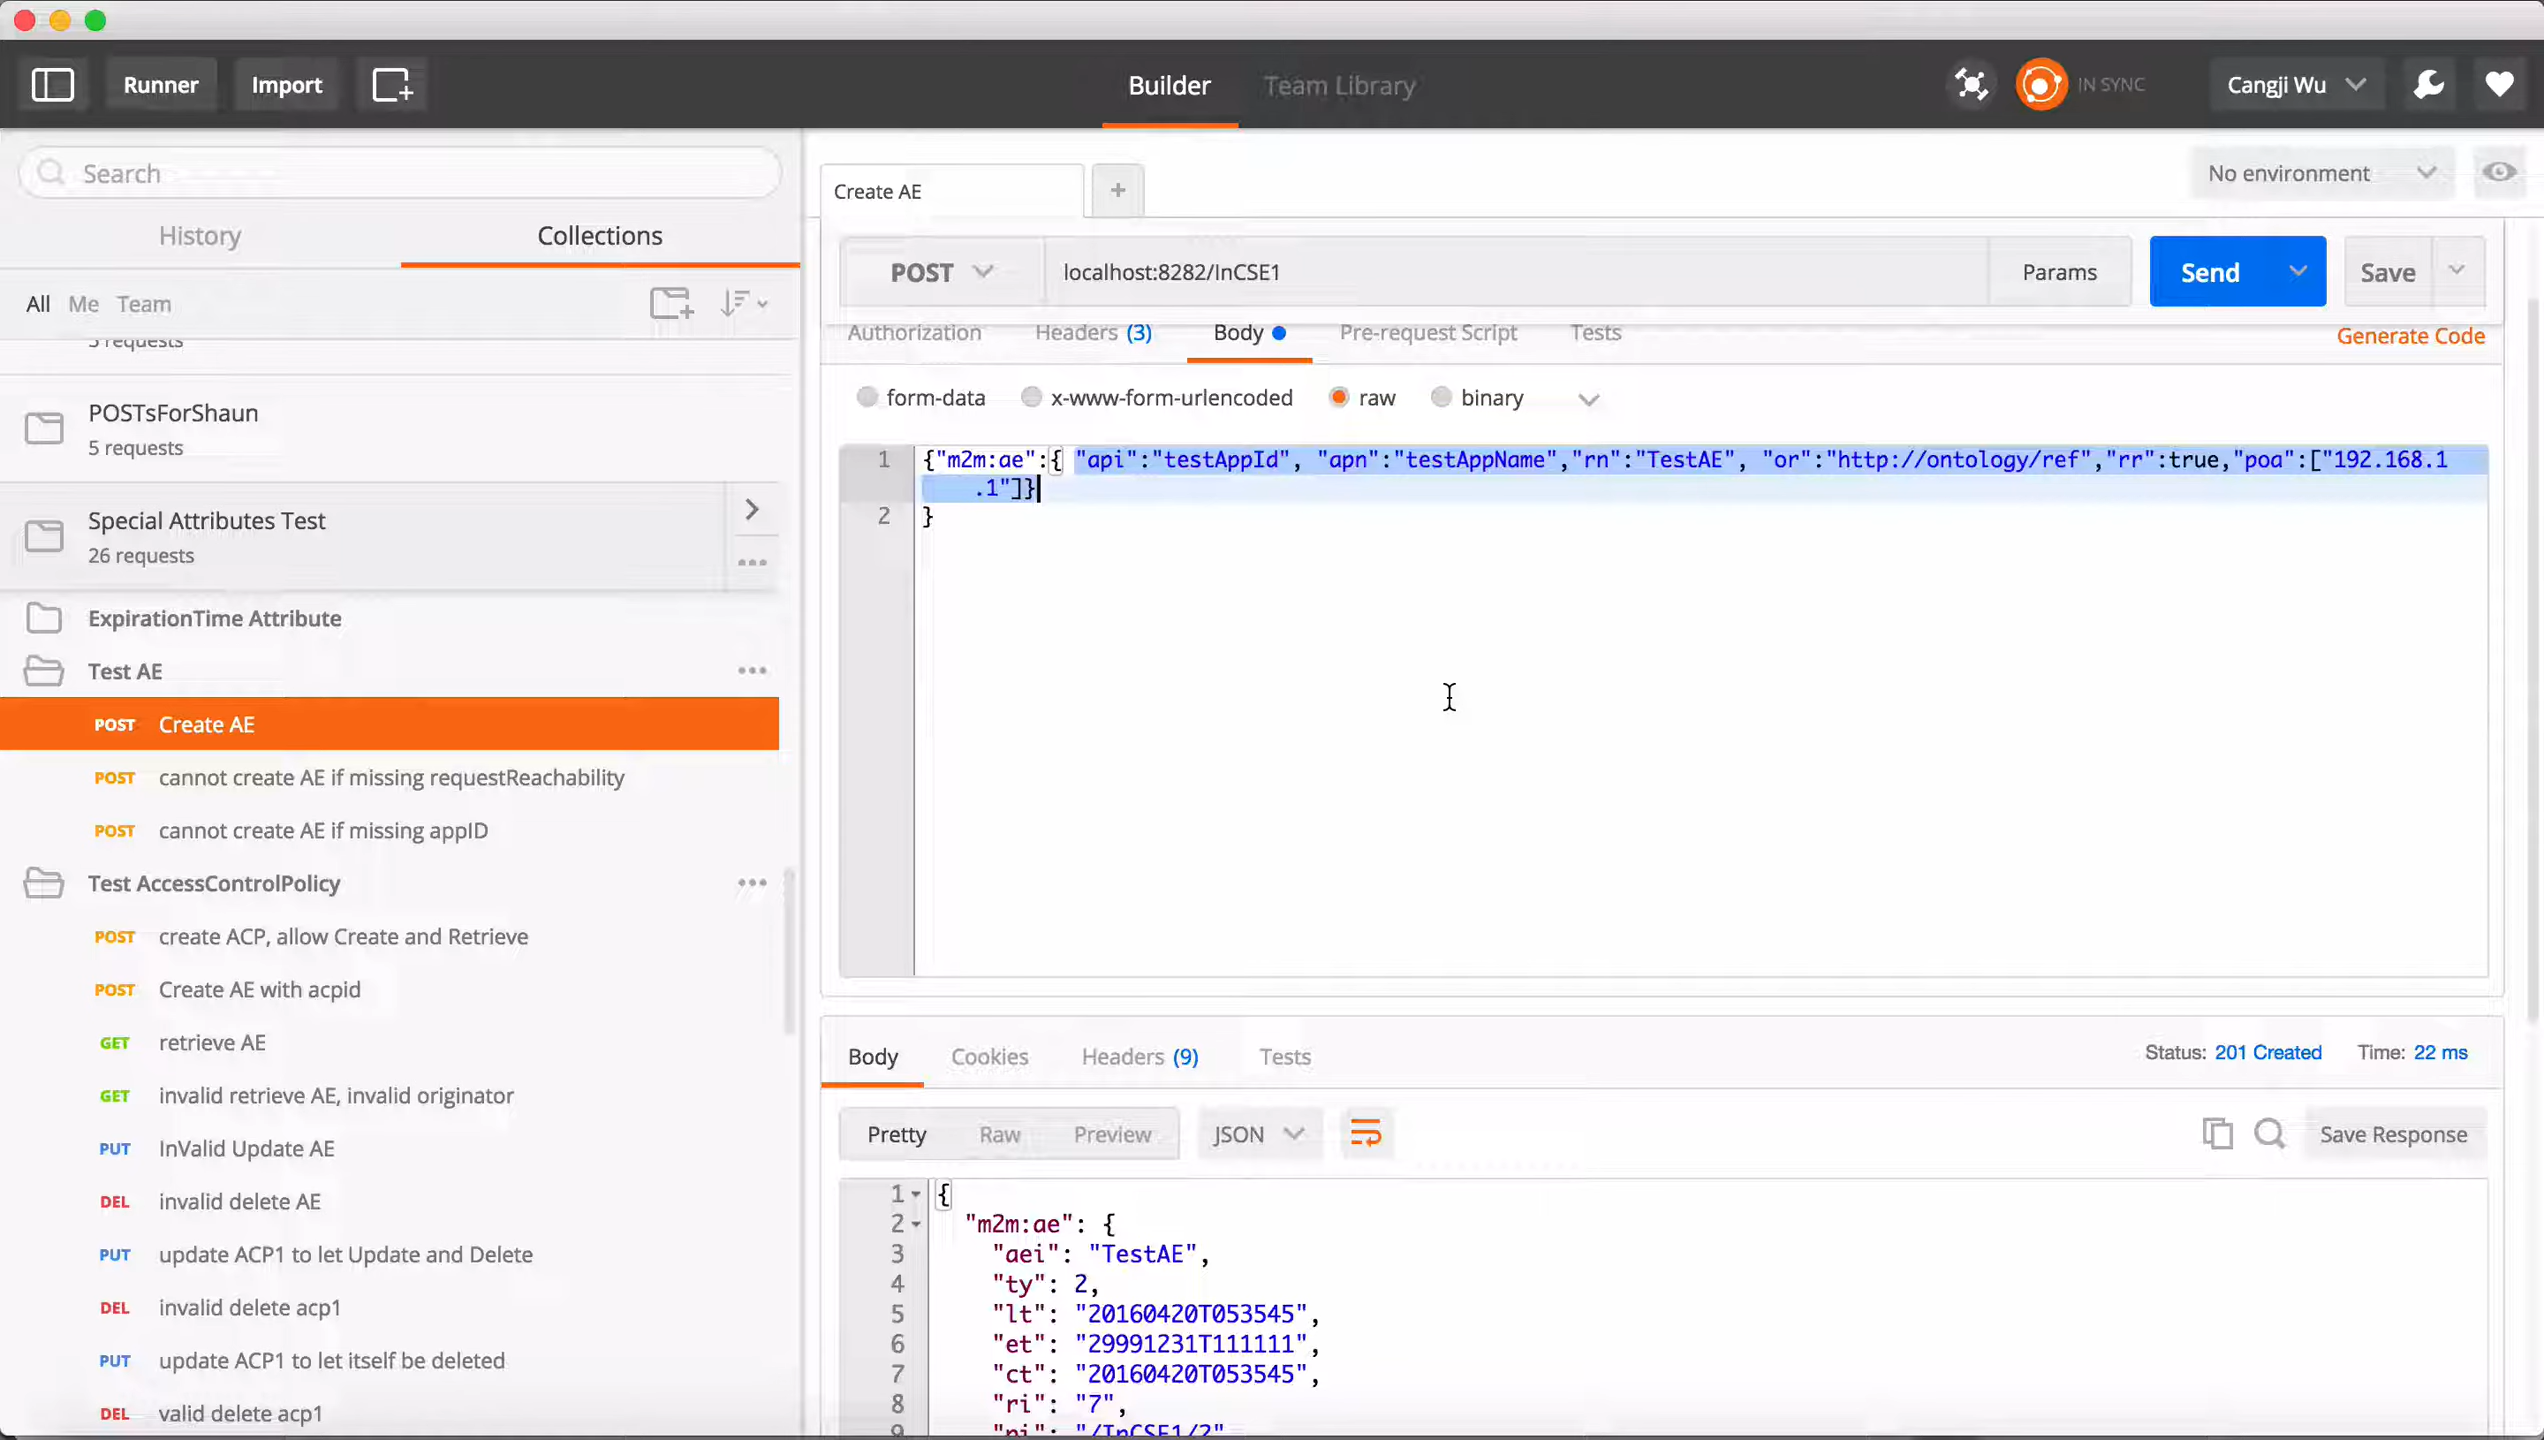 Runner
Import
Builder
Team Library
IN SYNC
Cangji Wu
Search
History
Collections
All
Me
Team
5 requests
POSTsForShaun
5 requests
Special Attributes Test
26 requests
ExpirationTime Attribute
Test AE
POST Create AE
POST cannot create AE if missing requestReachability
POST cannot create AE if missing appID
Test AccessControlPolicy
POST create ACP, allow Create and Retrieve
POST Create AE with acpid
GET retrieve AE
GET invalid retrieve AE, invalid originator
PUT InValid Update AE
DEL invalid delete AE
PUT update ACP1 to let Update and Delete
DEL invalid delete acp1
PUT update ACP1 to let itself be deleted
DEL valid delete acp1
Create AE
+
No environment
POST
localhost:8282/InCSE1
Params
Send
Save
Authorization
Headers (3)
Body
Pre-request Script
Tests
Generate Code
form-data
x-www-form-urlencoded
raw
binary
1 {"m2m:ae":{ "api":"testAppId", "apn":"testAppName","rn":"TestAE", "or":"http://ontology/ref","rr":true,"poa":["192.168.1
.1"]}
2 }
Body
Cookies
Headers (9)
Tests
Status: 201 Created
Time: 22 ms
Pretty
Raw
Preview
JSON
Save Response
1 {
2 "m2m:ae": {
3 "aei": "TestAE",
4 "ty": 2,
5 "lt": "20160420T053545",
6 "et": "29991231T111111",
7 "ct": "20160420T053545",
8 "ri": "7",
9 "pi": "/InCSE1/2"